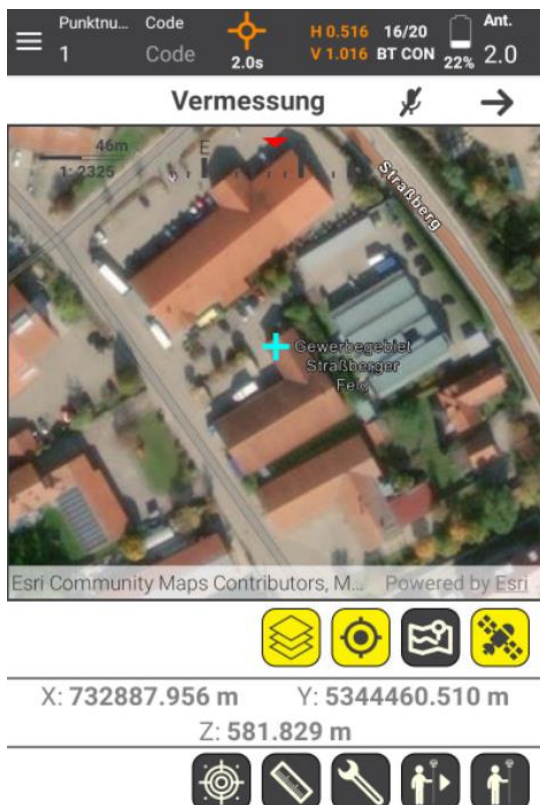 Punktnu... Code Ant.
1 Code 2.0s H 0.516 16/20 V 1.016 BT CON 22% 2.0
Vermessung
46m
1: 2325
E
Straßberg
Gewerbegebiet
Straßberger
Feld
Esri Community Maps Contributors, M... Powered by Esri
X: 732887.956 m Y: 5344460.510 m
Z: 581.829 m